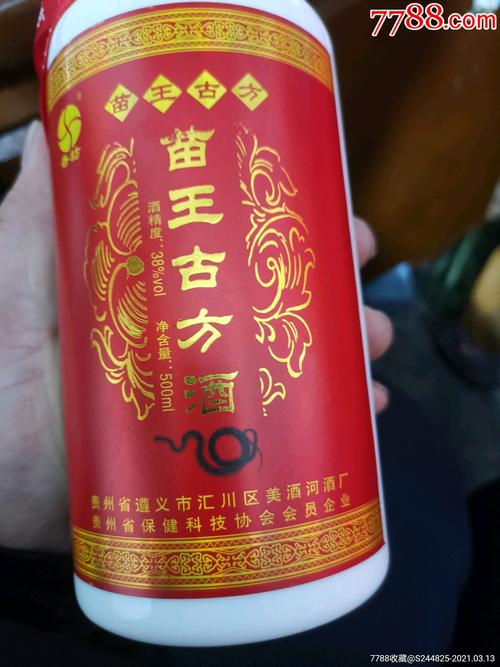 7788.com
苗王古方
苗王古方酒
酒精度：38%vol
净含量：500ml
贵州省遵义市汇川区美酒河酒厂
贵州省保健科技协会会员企业
7788收藏@S244825-2021.03.13